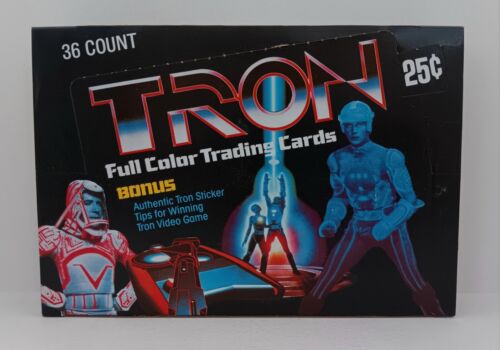 36 COUNT
25¢
TRON
Full Color Trading Cards
BONUS
Authentic Tron Sticker
Tips for Winning
Tron Video Game